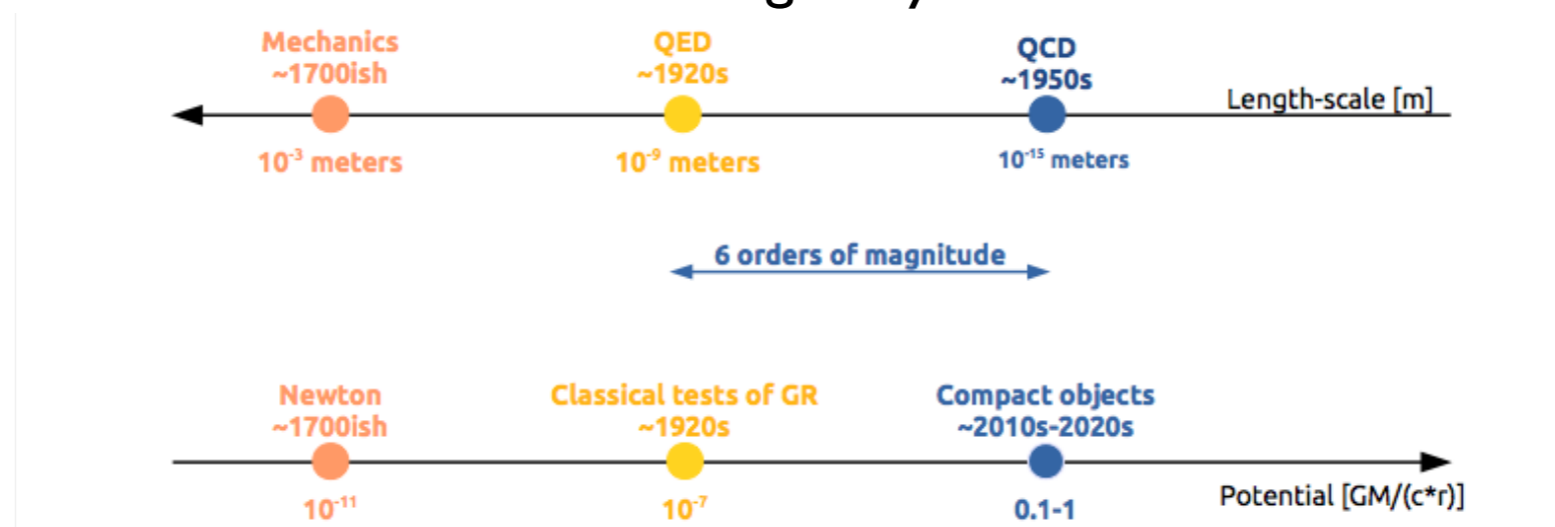 Mechanics
~1700ish
QED
~1920s
QCD
~1950s
Length-scale [m]
10⁻³ meters
10⁻⁹ meters
10⁻¹⁵ meters
6 orders of magnitude
Newton
~1700ish
Classical tests of GR
~1920s
Compact objects
~2010s-2020s
10⁻¹¹
10⁻⁷
0.1-1
Potential [GM/(c*r)]